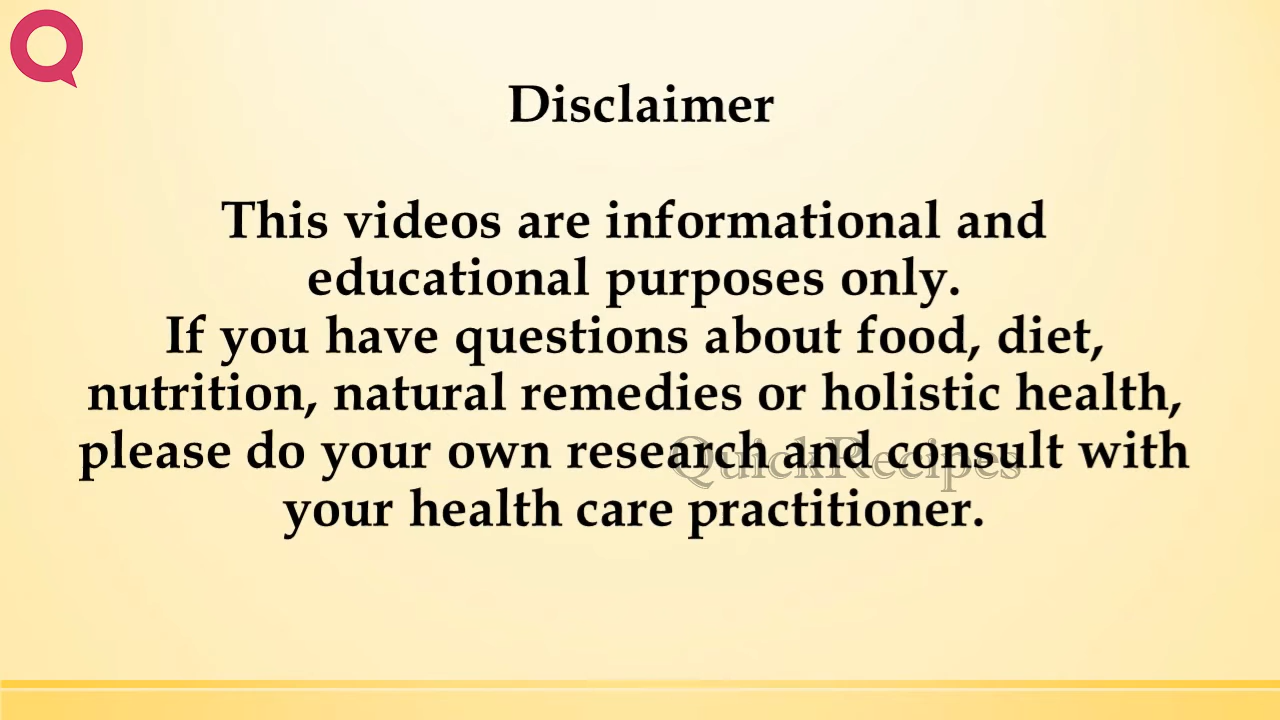 Disclaimer
This videos are informational and
educational purposes only.
If you have questions about food, diet,
nutrition, natural remedies or holistic health,
please do your own research and consult with
QuickRecipes
your health care practitioner.